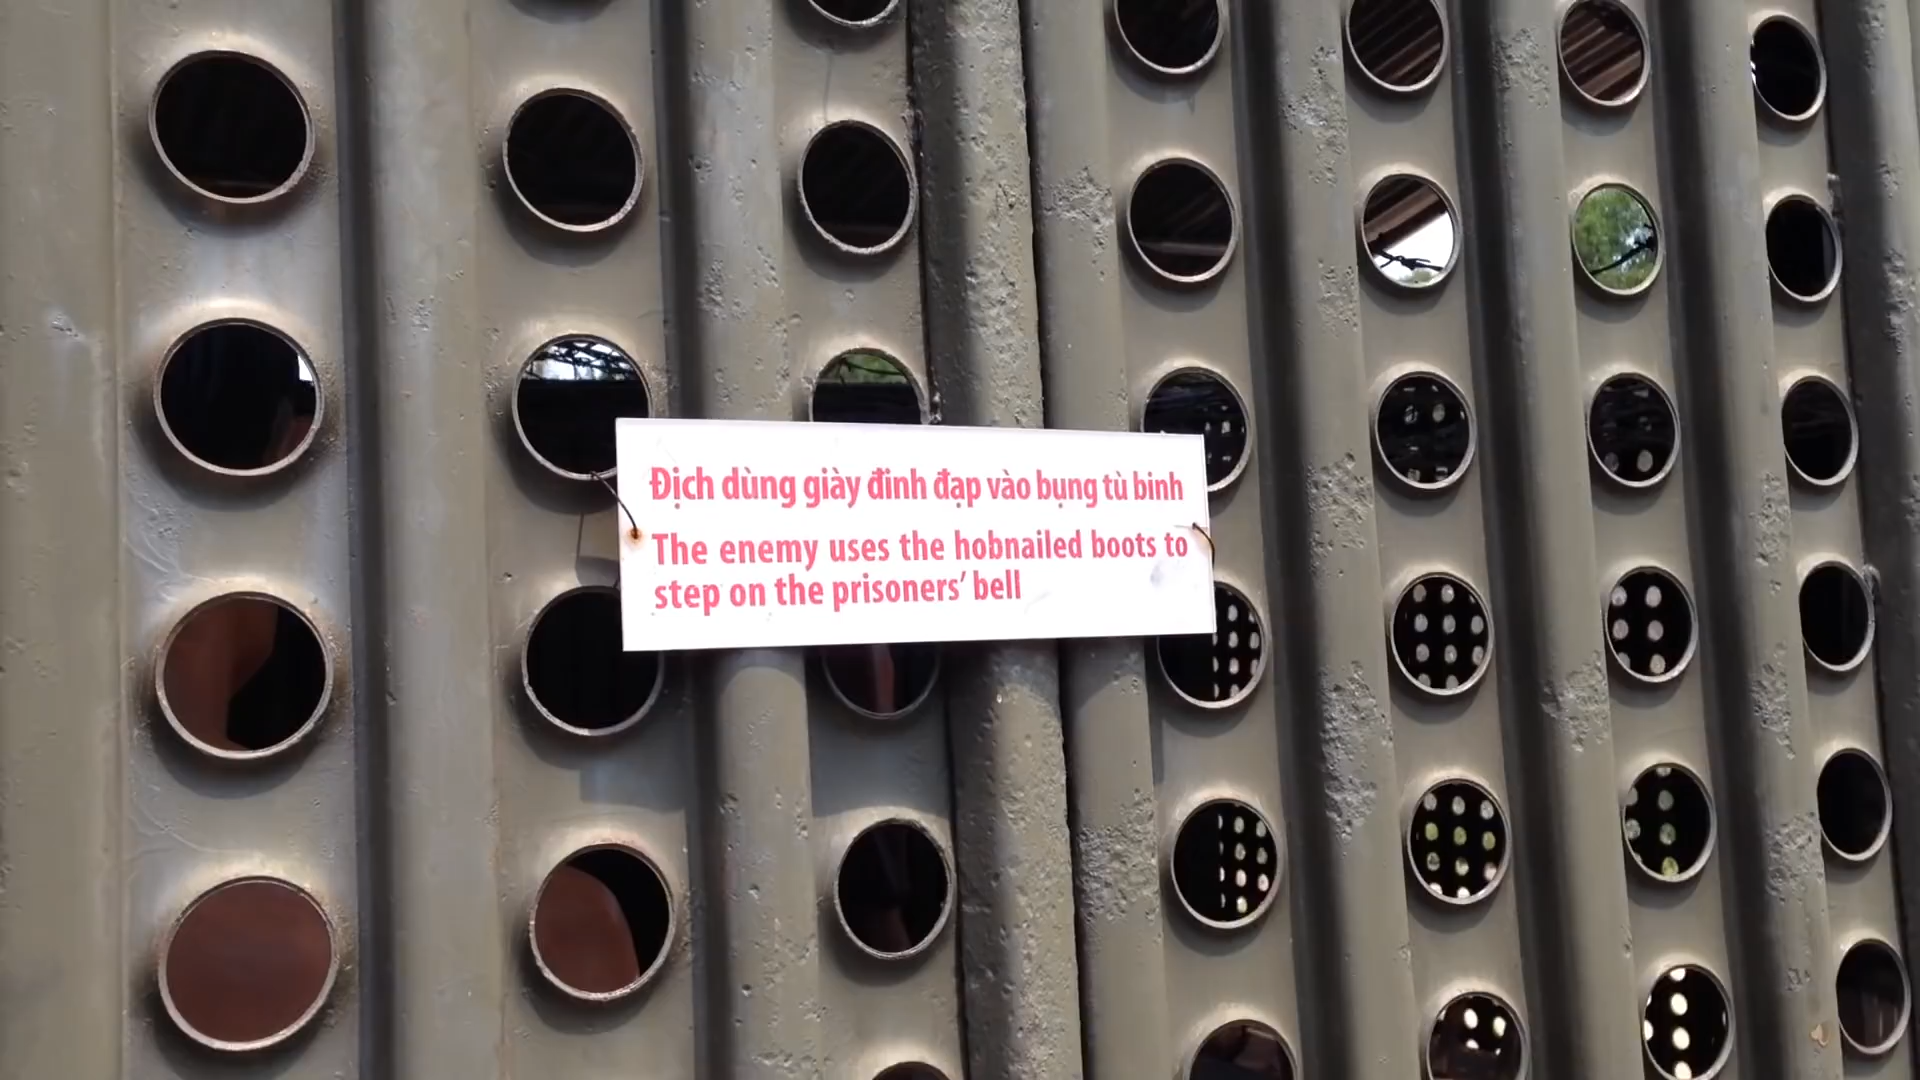 Địch dùng giày đinh đạp vào bụng tù binh
The enemy uses the hobnailed boots to
step on the prisoners’ bell